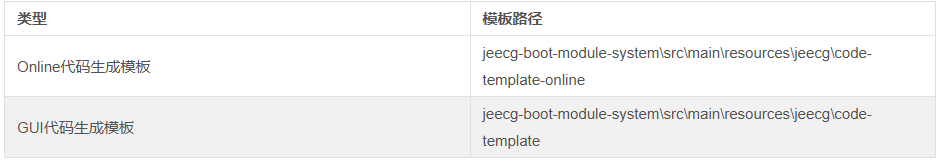 类型 模板路径
Online代码生成模板
jeecg-boot-module-system\src\main\resources\jeecg\code-
template-online
GUI代码生成模板
jeecg-boot-module-system\src\main\resources\jeecg\code-
template